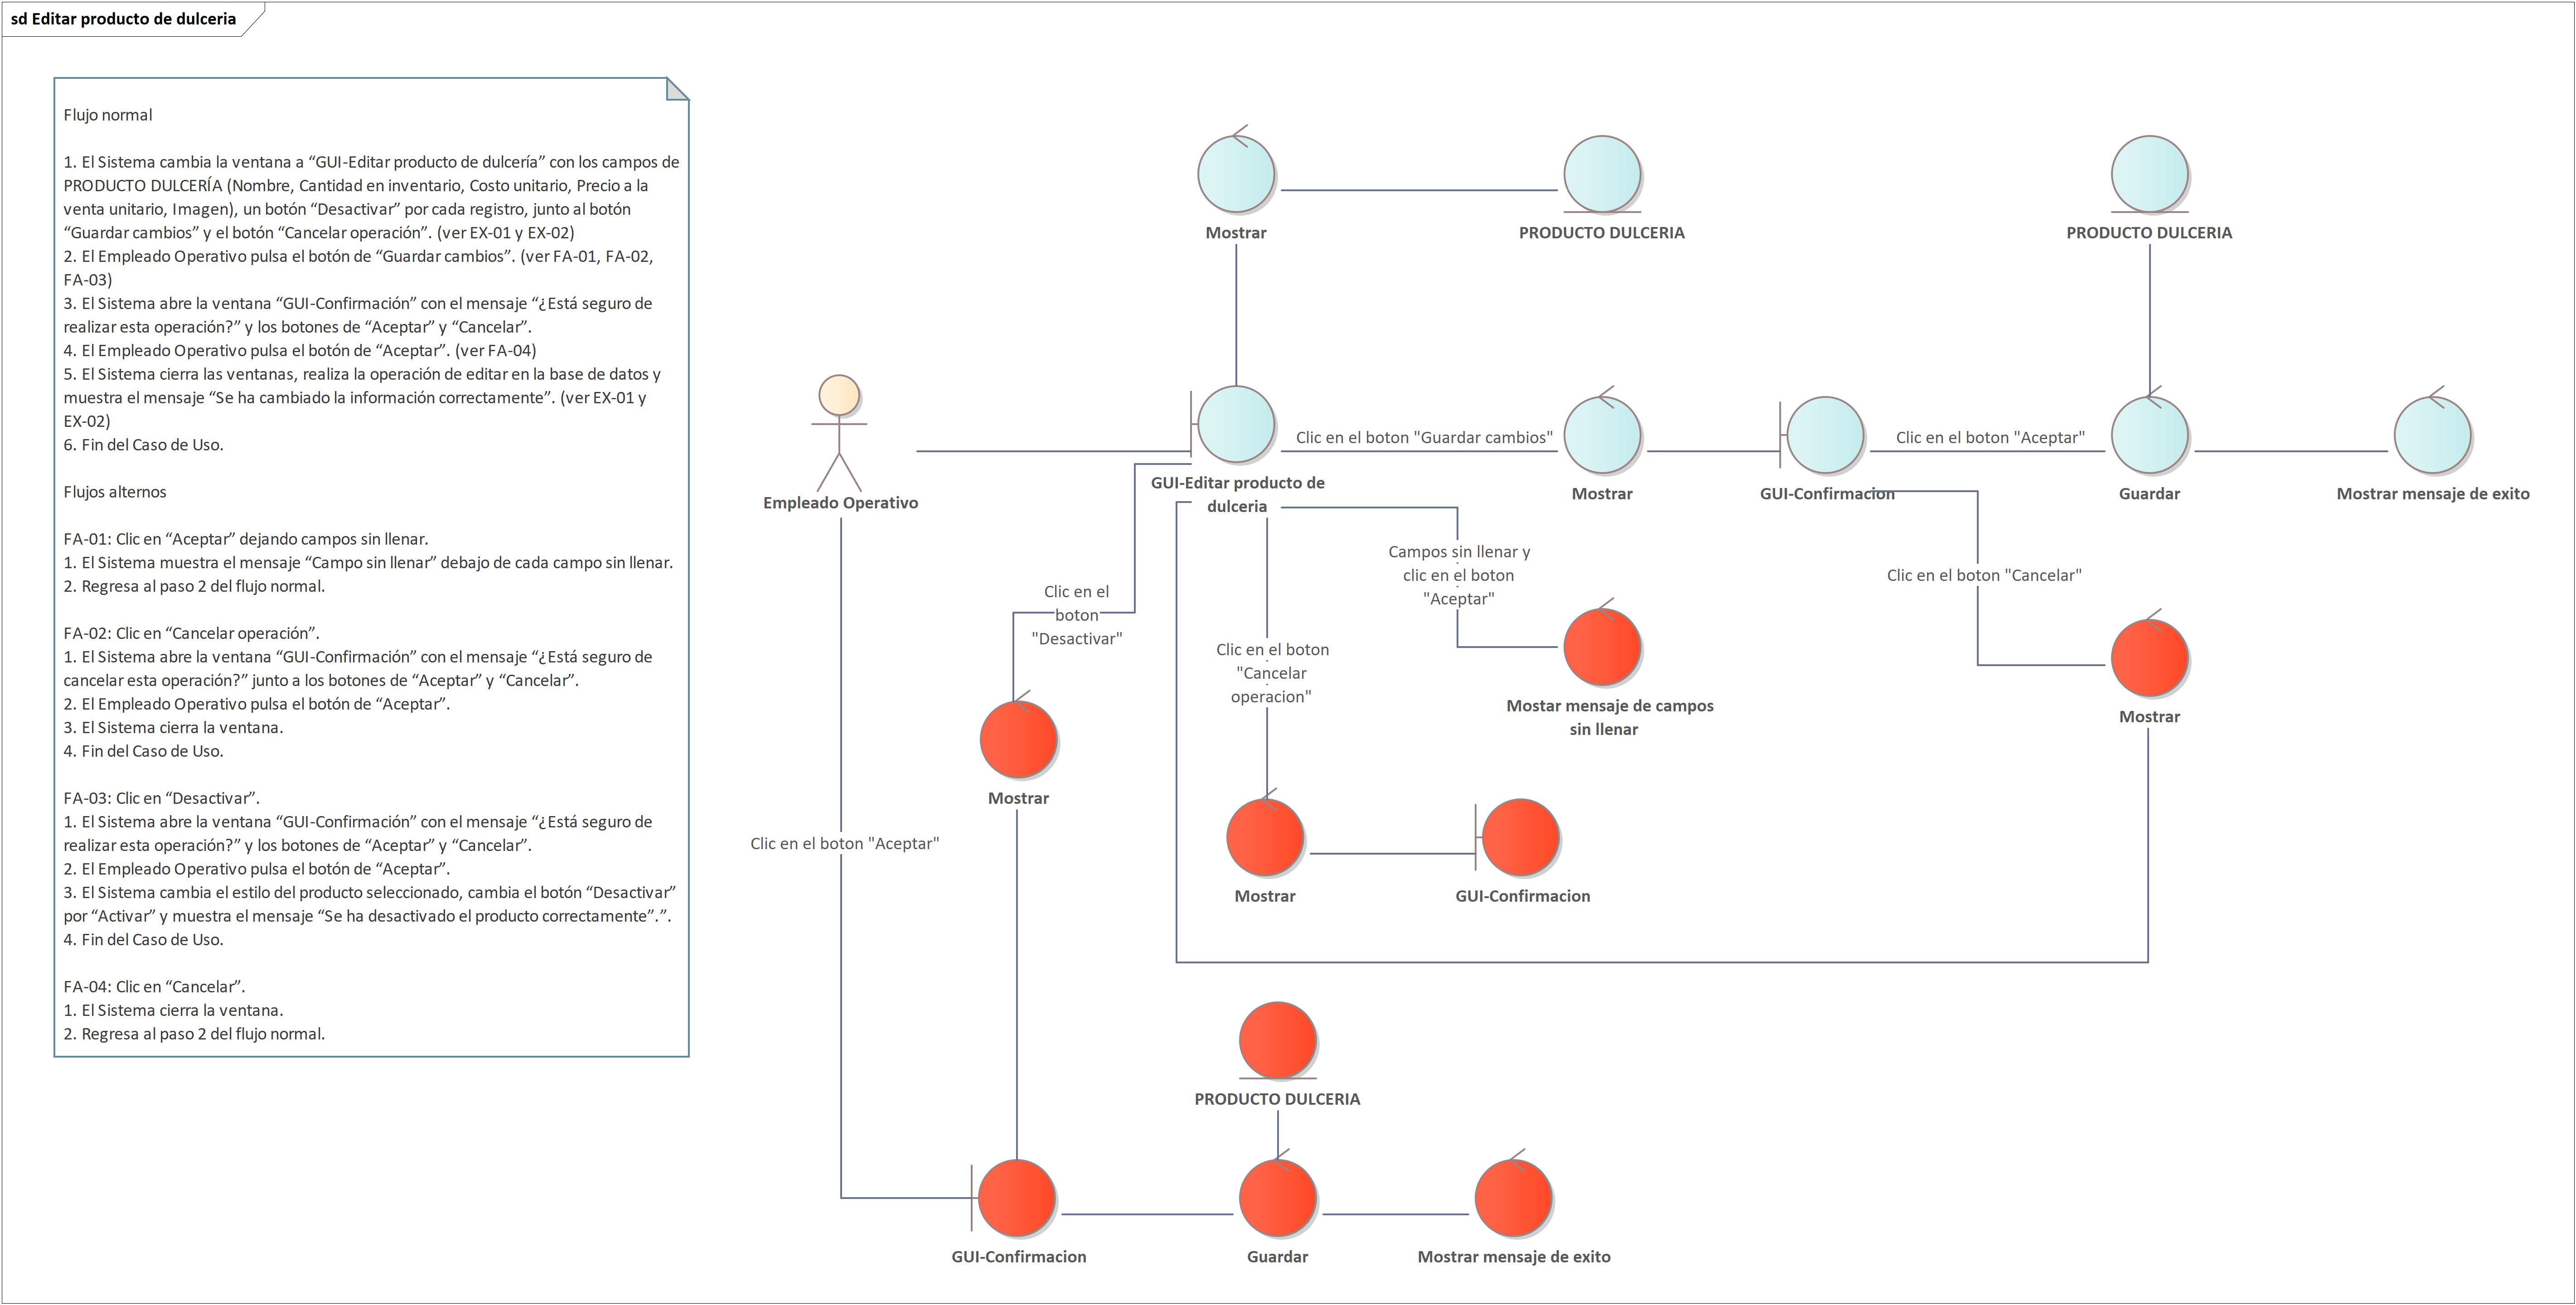 sd Editar producto de dulceria
Flujo normal
1. El Sistema cambia la ventana a “GUI-Editar producto de dulcería” con los campos de
PRODUCTO DULCERÍA (Nombre, Cantidad en inventario, Costo unitario, Precio a la
venta unitario, Imagen), un botón “Desactivar” por cada registro, junto al botón
“Guardar cambios” y el botón “Cancelar operación”. (ver EX-01 y EX-02)
2. El Empleado Operativo pulsa el botón de “Guardar cambios”. (ver FA-01, FA-02,
FA-03)
3. El Sistema abre la ventana “GUI-Confirmación” con el mensaje “¿Está seguro de
realizar esta operación?” y los botones de “Aceptar” y “Cancelar”.
4. El Empleado Operativo pulsa el botón de “Aceptar”. (ver FA-04)
5. El Sistema cierra las ventanas, realiza la operación de editar en la base de datos y
muestra el mensaje “Se ha cambiado la información correctamente”. (ver EX-01 y
EX-02)
6. Fin del Caso de Uso.
Flujos alternos
FA-01: Clic en “Aceptar” dejando campos sin llenar.
1. El Sistema muestra el mensaje “Campo sin llenar” debajo de cada campo sin llenar.
2. Regresa al paso 2 del flujo normal.
FA-02: Clic en “Cancelar operación”.
1. El Sistema abre la ventana “GUI-Confirmación” con el mensaje “¿Está seguro de
cancelar esta operación?” junto a los botones de “Aceptar” y “Cancelar”.
2. El Empleado Operativo pulsa el botón de “Aceptar”.
3. El Sistema cierra la ventana.
4. Fin del Caso de Uso.
FA-03: Clic en “Desactivar”.
1. El Sistema abre la ventana “GUI-Confirmación” con el mensaje “¿Está seguro de
realizar esta operación?” y los botones de “Aceptar” y “Cancelar”.
2. El Empleado Operativo pulsa el botón de “Aceptar”.
3. El Sistema cambia el estilo del producto seleccionado, cambia el botón “Desactivar”
por “Activar” y muestra el mensaje “Se ha desactivado el producto correctamente”.”.
4. Fin del Caso de Uso.
FA-04: Clic en “Cancelar”.
1. El Sistema cierra la ventana.
2. Regresa al paso 2 del flujo normal.
Mostrar
PRODUCTO DULCERIA
PRODUCTO DULCERIA
Empleado Operativo
GUI-Editar producto de
dulceria
Clic en el boton "Guardar cambios"
Mostrar
GUI-Confirmacion
Clic en el boton "Aceptar"
Guardar
Mostrar mensaje de exito
Clic en el
boton
"Desactivar"
Campos sin llenar y
clic en el boton
"Aceptar"
Clic en el boton "Cancelar"
Clic en el boton
"Cancelar
operacion"
Mostar mensaje de campos
sin llenar
Mostrar
Mostrar
Clic en el boton "Aceptar"
Mostrar
GUI-Confirmacion
PRODUCTO DULCERIA
GUI-Confirmacion
Guardar
Mostrar mensaje de exito